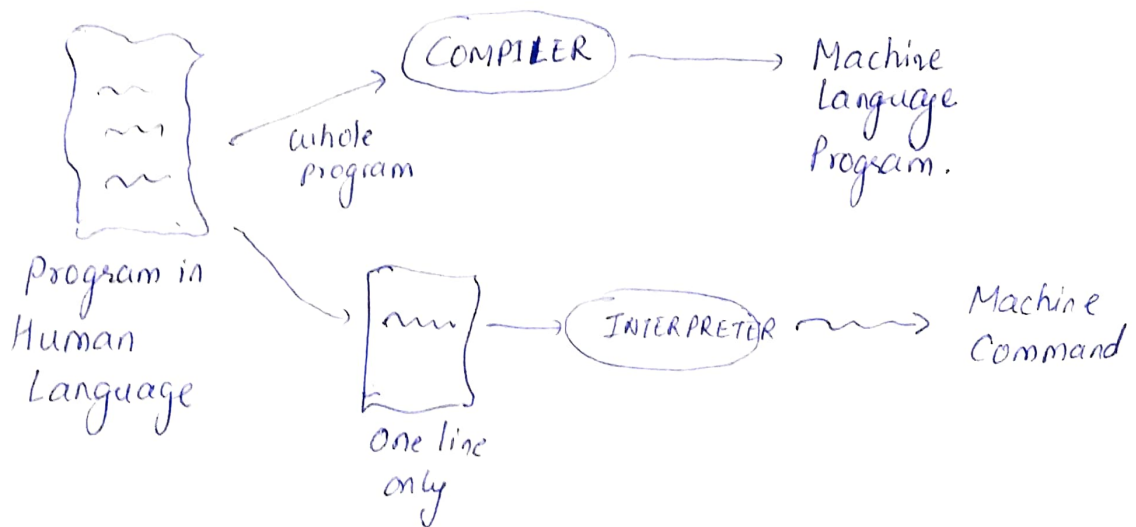 COMPILER
Machine
Language
Program.
whole
program
Program in
Human
Language
One line
only
INTERPRETER
Machine
Command